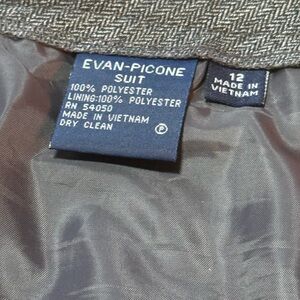 EVAN-PICONE
SUIT
100% POLYESTER
LINING:100% POLYESTER
RN 54050
MADE IN VIETNAM
DRY CLEAN
P
12
MADE IN
VIETNAM